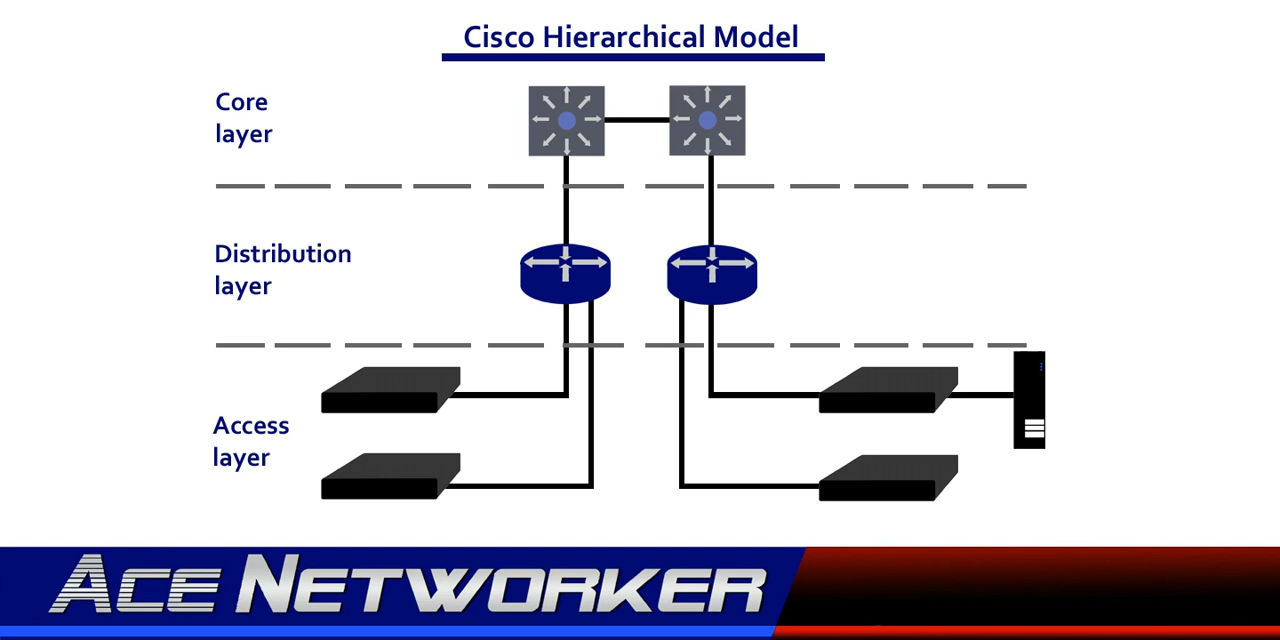 Cisco Hierarchical Model
Core
layer
Distribution
layer
Access
layer
ACE NETWORKER